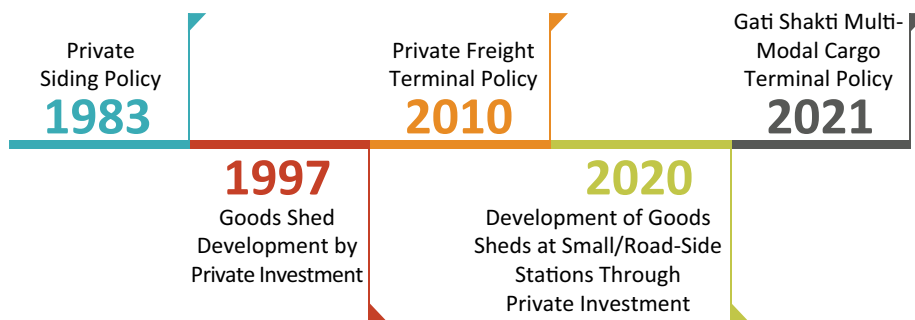 Private
Siding Policy
1983
1997
Goods Shed
Development by
Private Investment
Private Freight
Terminal Policy
2010
2020
Development of Goods
Sheds at Small/Road-Side
Stations Through
Private Investment
Gati Shakti Multi-
Modal Cargo
Terminal Policy
2021